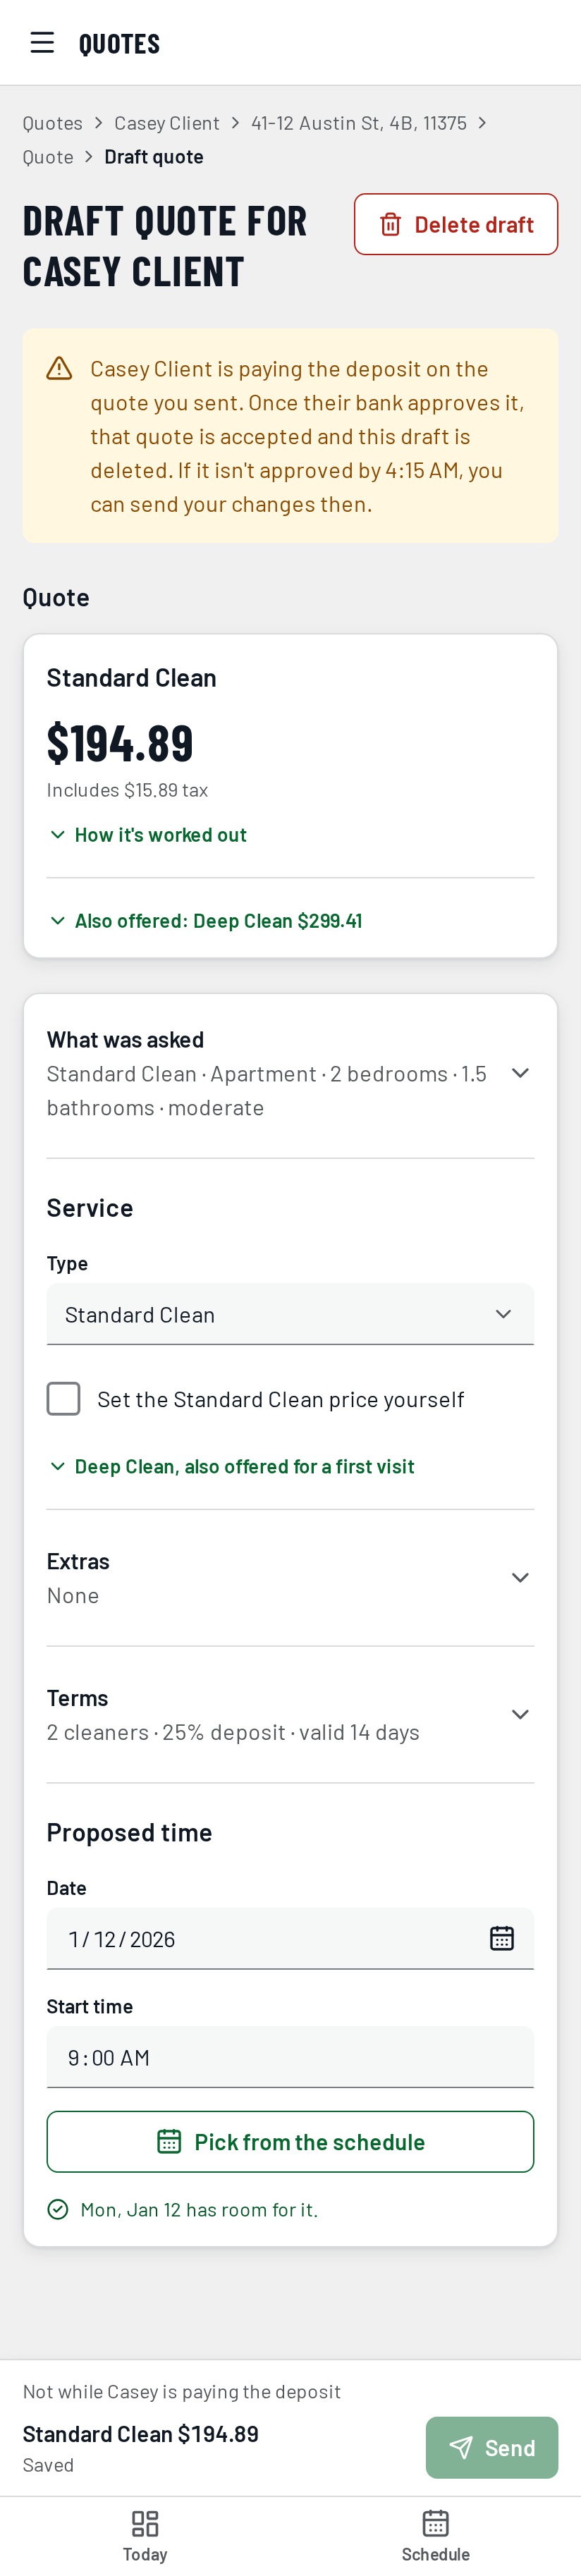 QUOTES
Quotes > Casey Client > 41-12 Austin St, 4B, 11375 >
Quote > Draft quote
DRAFT QUOTE FOR
CASEY CLIENT
Delete draft
Casey Client is paying the deposit on the
quote you sent. Once their bank approves it,
that quote is accepted and this draft is
deleted. If it isn't approved by 4:15 AM, you
can send your changes then.
Quote
Standard Clean
$194.89
Includes $15.89 tax
How it's worked out
Also offered: Deep Clean $299.41
What was asked
Standard Clean · Apartment · 2 bedrooms · 1.5
bathrooms · moderate
Service
Type
Standard Clean
Set the Standard Clean price yourself
Deep Clean, also offered for a first visit
Extras
None
Terms
2 cleaners · 25% deposit · valid 14 days
Proposed time
Date
1/12/2026
Start time
9:00 AM
Pick from the schedule
Mon, Jan 12 has room for it.
Not while Casey is paying the deposit
Standard Clean $194.89
Saved
Send
Today
Schedule